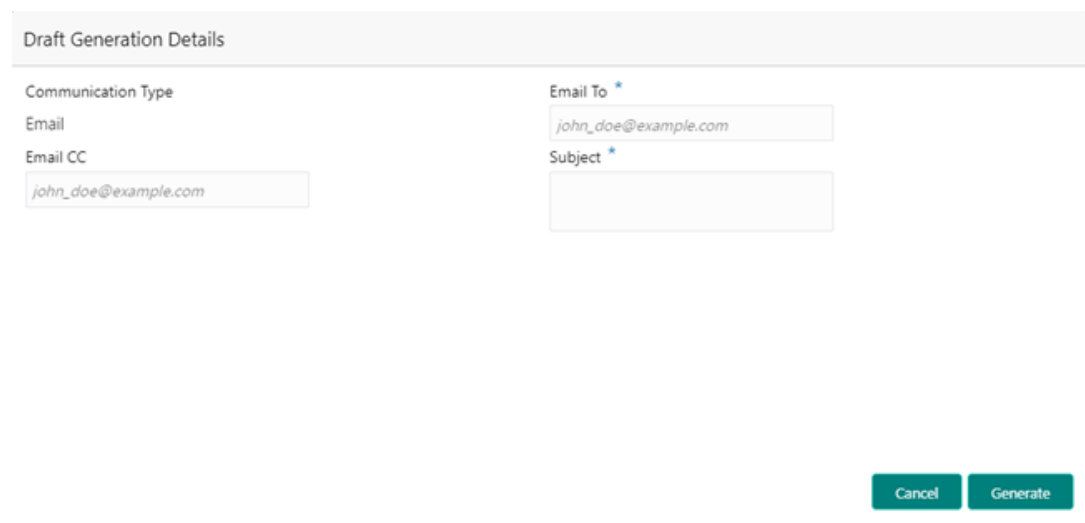 Draft Generation Details
Communication Type
Email
Email To *
john_doe@example.com
Email CC
john_doe@example.com
Subject *
Cancel
Generate